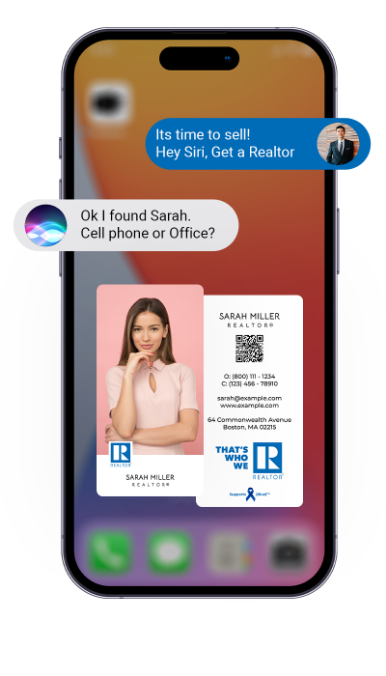 Its time to sell!
Hey Siri, Get a Realtor
Ok I found Sarah.
Cell phone or Office?
R
REALTOR®
SARAH MILLER
REALTOR®
SARAH MILLER
REALTOR®
O: (800) 111 - 1234
C: (123) 456 - 78910
sarah@example.com
www.example.com
64 Commonwealth Avenue
Boston, MA 02215
THAT'S
WHO
WE
R
REALTOR®
Supports